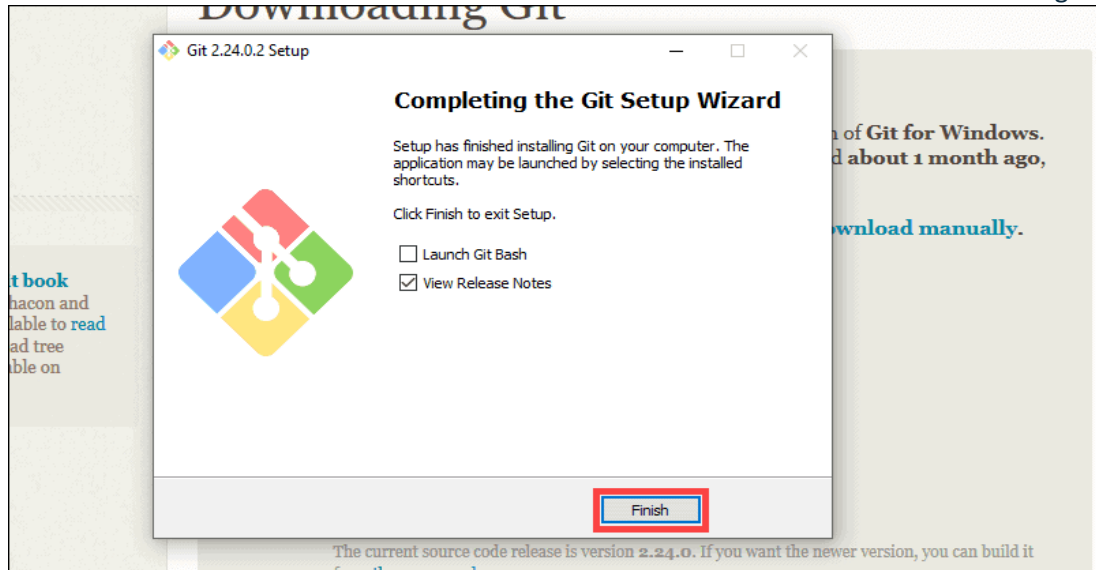 Downloading Git
Git 2.24.0.2 Setup
Completing the Git Setup Wizard
Setup has finished installing Git on your computer. The
application may be launched by selecting the installed
shortcuts.
Click Finish to exit Setup.
Launch Git Bash
View Release Notes
Finish
of Git for Windows.
about 1 month ago,
download manually.
book
hacon and
lable to read
ad tree
able on
The current source code release is version 2.24.0. If you want the newer version, you can build it